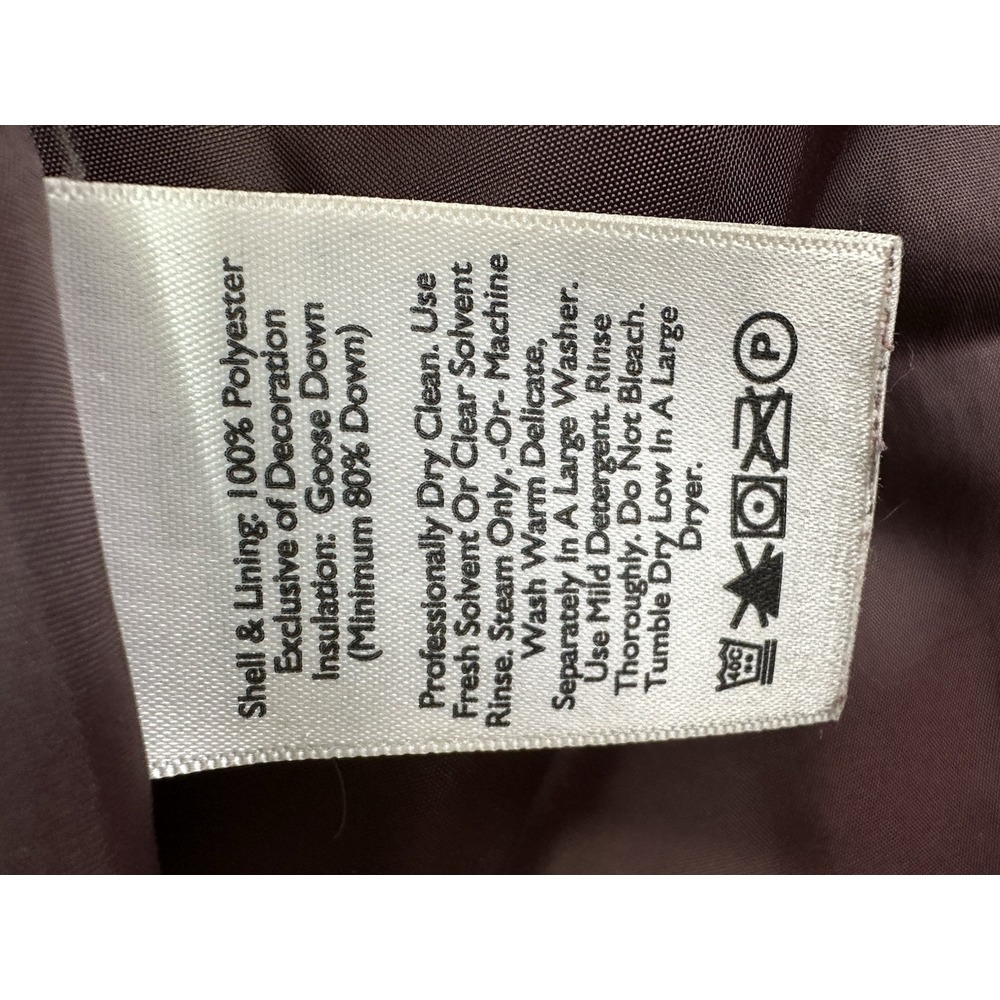 Shell & Lining: 100% Polyester
Exclusive of Decoration
Insulation: Goose Down
(Minimum 80% Down)
Professionally Dry Clean. Use
Fresh Solvent Or Clear Solvent
Rinse. Steam Only. -Or- Machine
Wash Warm Delicate,
Separately In A Large Washer.
Use Mild Detergent. Rinse
Thoroughly. Do Not Bleach.
Tumble Dry Low In A Large
Dryer.
40C P